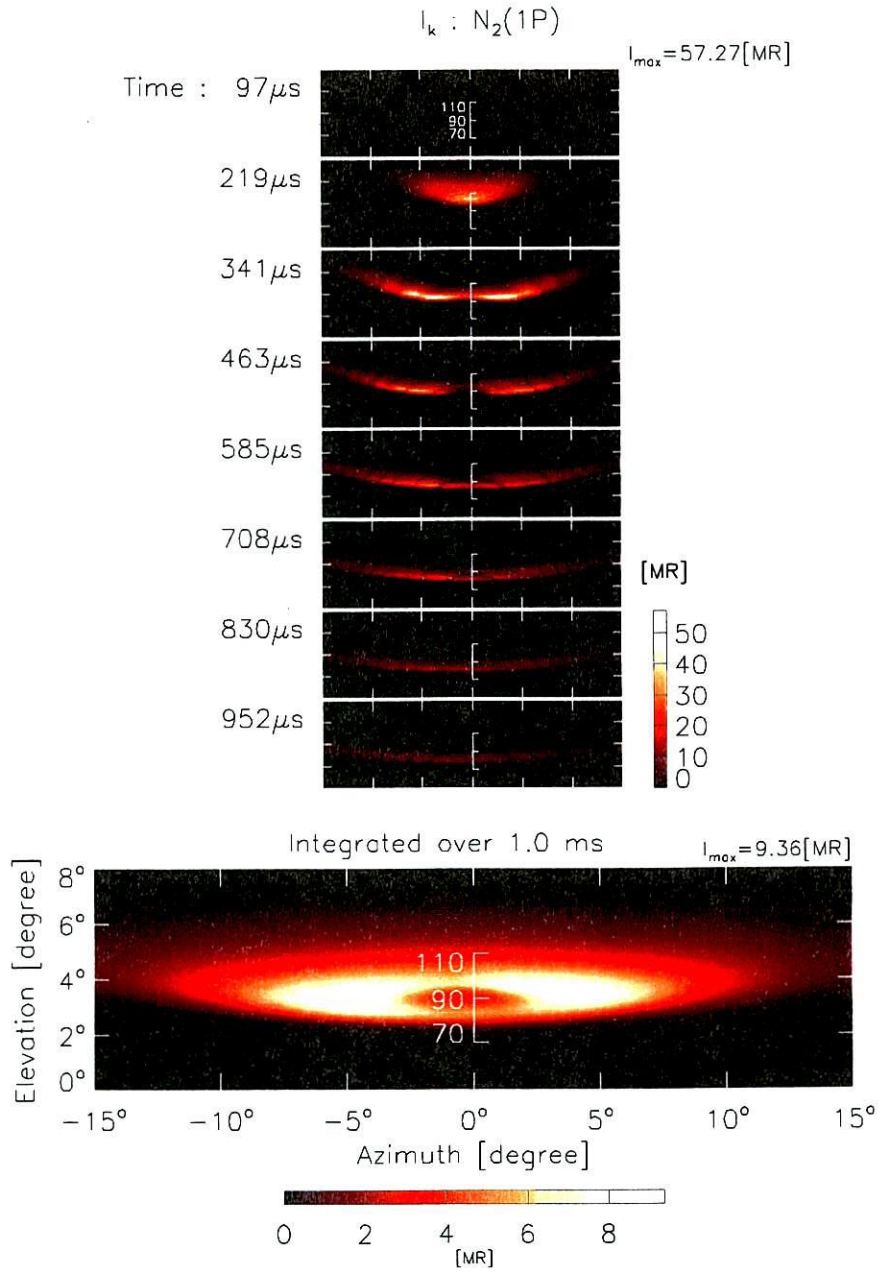 I_k : N₂(1P)
I_max=57.27[MR]
Time : 97μs
110
90
70
219μs
341μs
463μs
585μs
708μs
830μs
952μs
[MR]
50
40
30
20
10
0
Integrated over 1.0 ms
I_max=9.36[MR]
Elevation [degree]
8°
6°
4°
2°
0°
110
90
70
-15° -10° -5° 0° 5° 10° 15°
Azimuth [degree]
0 2 4 6 8
[MR]